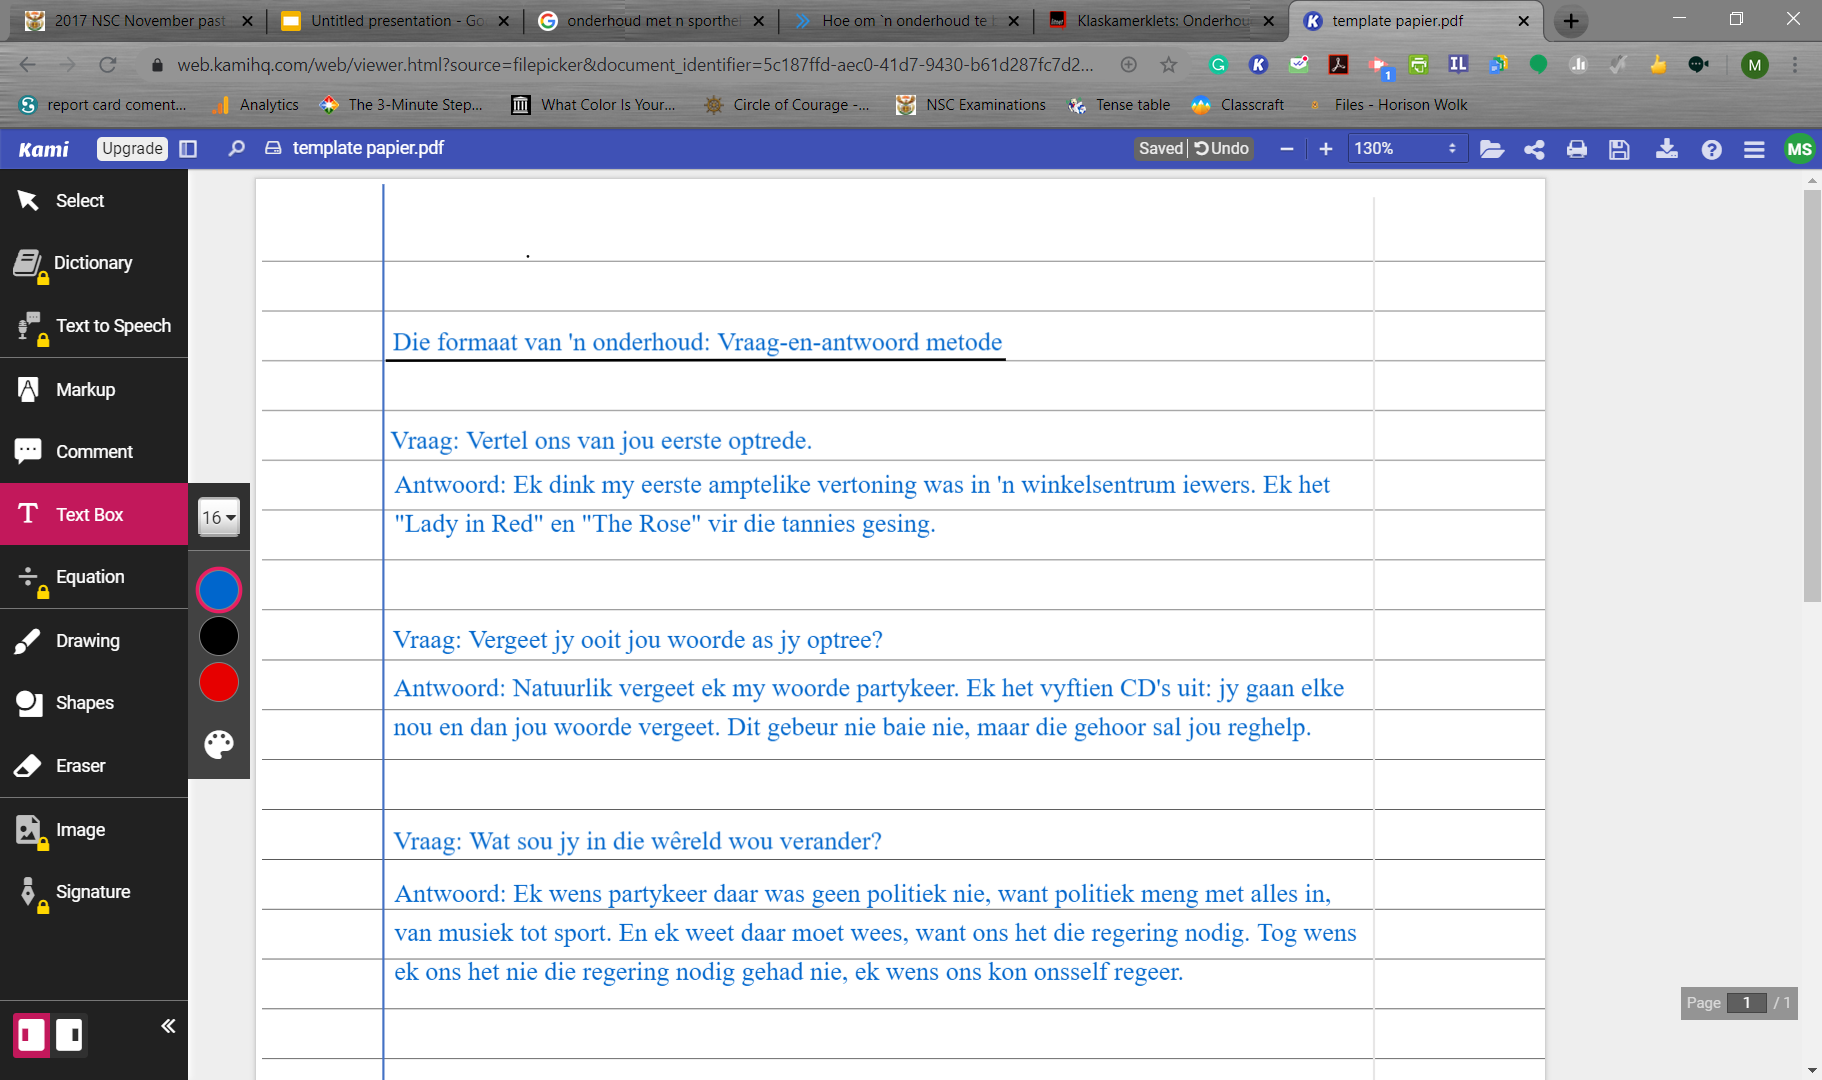 2017 NSC November past
Untitled presentation - Go
onderhoud met n sporthel
Hoe om `n onderhoud te
Klaskamerklets: Onderhou
template papier.pdf
web.kamihq.com/web/viewer.html?source=filepicker&document_identifier=5c187ffd-aec0-41d7-9430-b61d287fc7d2...
1
M
report card coment...
Analytics
The 3-Minute Step...
What Color Is Your...
Circle of Courage -...
NSC Examinations
Tense table
Classcraft
Files - Horison Wolk
Kami
Upgrade
template papier.pdf
Saved
Undo
130%
MS
Select
Dictionary
Text to Speech
Markup
Comment
Text Box
16
Equation
Drawing
Shapes
Eraser
Image
Signature
Die formaat van 'n onderhoud: Vraag-en-antwoord metode
Vraag: Vertel ons van jou eerste optrede.
Antwoord: Ek dink my eerste amptelike vertoning was in 'n winkelsentrum iewers. Ek het
"Lady in Red" en "The Rose" vir die tannies gesing.
Vraag: Vergeet jy ooit jou woorde as jy optree?
Antwoord: Natuurlik vergeet ek my woorde partykeer. Ek het vyftien CD's uit: jy gaan elke
nou en dan jou woorde vergeet. Dit gebeur nie baie nie, maar die gehoor sal jou reghelp.
Vraag: Wat sou jy in die wêreld wou verander?
Antwoord: Ek wens partykeer daar was geen politiek nie, want politiek meng met alles in,
van musiek tot sport. En ek weet daar moet wees, want ons het die regering nodig. Tog wens
ek ons het nie die regering nodig gehad nie, ek wens ons kon onsself regeer.
Page 1 / 1